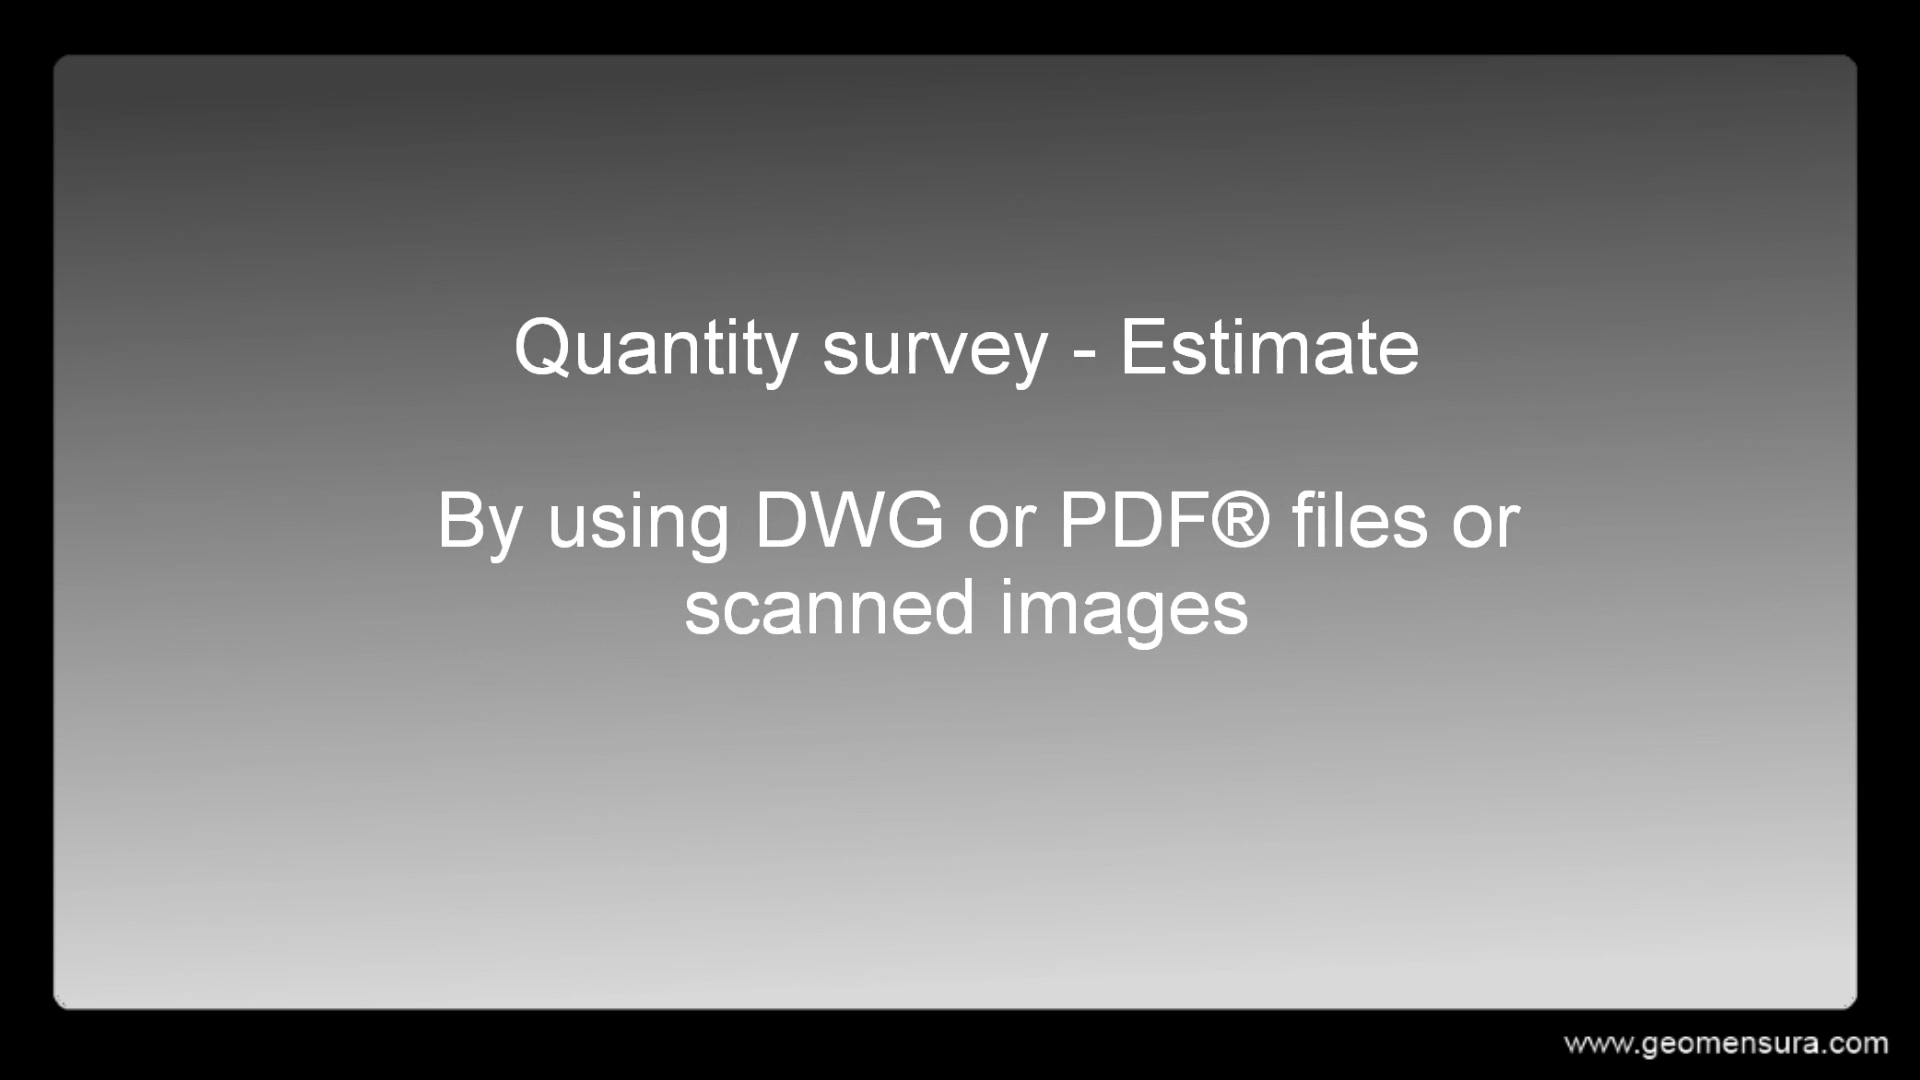 Quantity survey - Estimate
By using DWG or PDF® files or
scanned images
www.geomensura.com